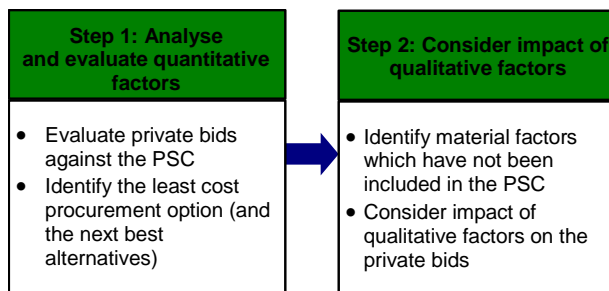 Step 1: Analyse
and evaluate quantitative
factors
• Evaluate private bids
against the PSC
• Identify the least cost
procurement option (and
the next best
alternatives)
Step 2: Consider impact of
qualitative factors
• Identify material factors
which have not been
included in the PSC
• Consider impact of
qualitative factors on the
private bids